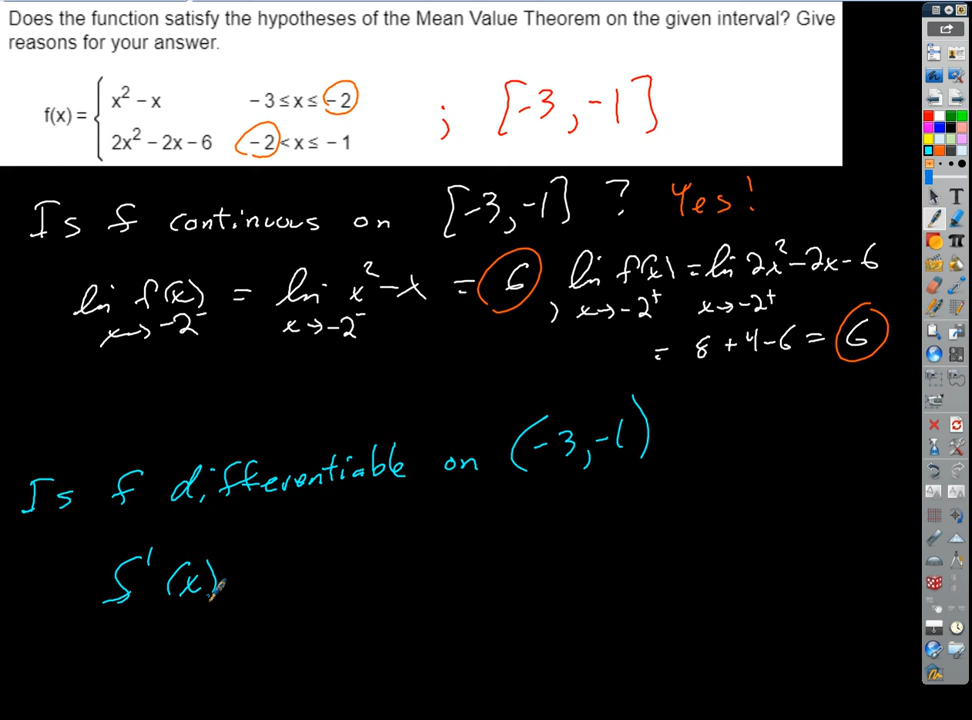 Does the function satisfy the hypotheses of the Mean Value Theorem on the given interval? Give
reasons for your answer.
f(x) = { x² − x   − 3 ≤ x ≤ − 2
2x² − 2x − 6   − 2 < x ≤ − 1
; [-3, -1]
Is f continuous on [-3, -1] ? Yes!
lim f(x) = lim x² - x = 6 , lim f(x) = lim 2x² - 2x - 6
x → -2⁻ x → -2⁻ x → -2⁺ x → -2⁺
= 8 + 4 - 6 = 6
Is f differentiable on (-3, -1)
f'(x)